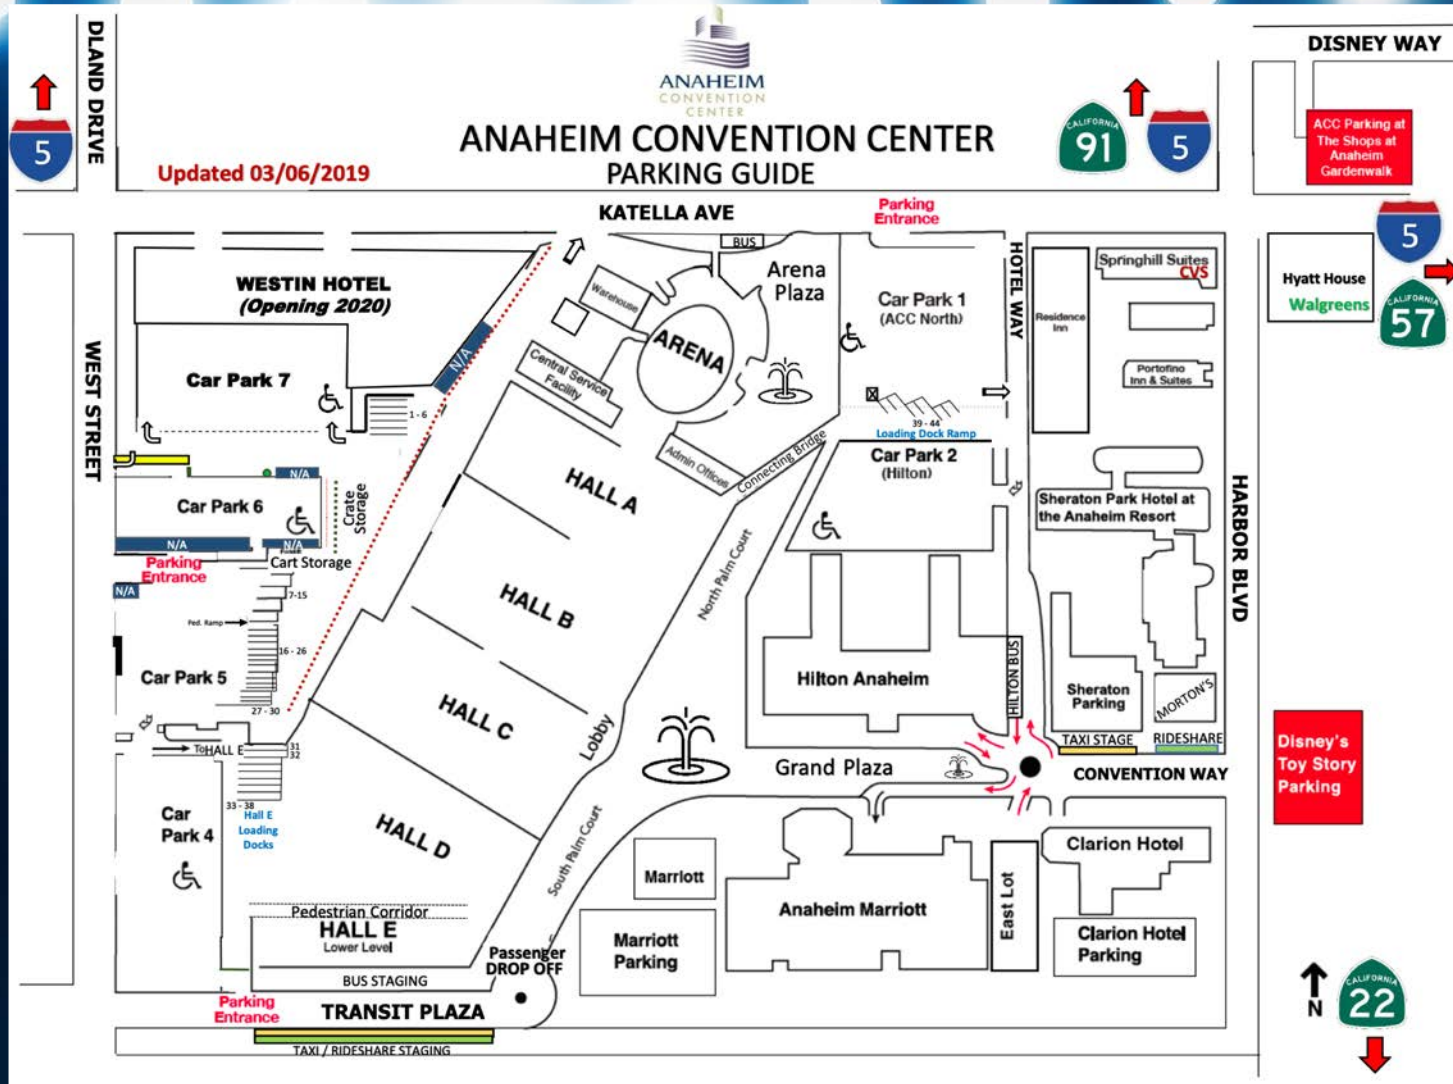 DLAND DRIVE
5
ANAHEIM
CONVENTION
CENTER
ANAHEIM CONVENTION CENTER
PARKING GUIDE
Updated 03/06/2019
CALIFORNIA
91
5
DISNEY WAY
ACC Parking at
The Shops at
Anaheim
Gardenwalk
KATELLA AVE
Parking
Entrance
BUS
5
CALIFORNIA
57
Hyatt House
Walgreens
WESTIN HOTEL
(Opening 2020)
Warehouse
ARENA
Arena
Plaza
Car Park 1
(ACC North)
HOTEL WAY
Springhill Suites
CVS
Residence
Inn
Portofino
Inn & Suites
WEST STREET
Car Park 7
N/A
1 - 6
Central Service
Facility
39 - 44
Loading Dock Ramp
Car Park 2
(Hilton)
Admin Offices
Connecting Bridge
HALL A
N/A
Car Park 6
Crate
Storage
N/A
N/A
Cart Storage
Parking
Entrance
N/A
7-15
Ped. Ramp
16 - 26
Car Park 5
27 - 30
HALL B
North Palm Court
Sheraton Park Hotel at
the Anaheim Resort
HARBOR BLVD
HALL C
Lobby
Hilton Anaheim
HILTON BUS
Sheraton
Parking
MORTON'S
TAXI STAGE
RIDESHARE
To HALL E
31
32
33 - 38
Hall E
Loading
Docks
Car
Park 4
HALL D
Grand Plaza
CONVENTION WAY
Disney's
Toy Story
Parking
South Palm Court
Marriott
Anaheim Marriott
East Lot
Clarion Hotel
Clarion Hotel
Parking
Marriott
Parking
Pedestrian Corridor
HALL E
Lower Level
Passenger
DROP OFF
BUS STAGING
Parking
Entrance
TRANSIT PLAZA
TAXI / RIDESHARE STAGING
N
CALIFORNIA
22